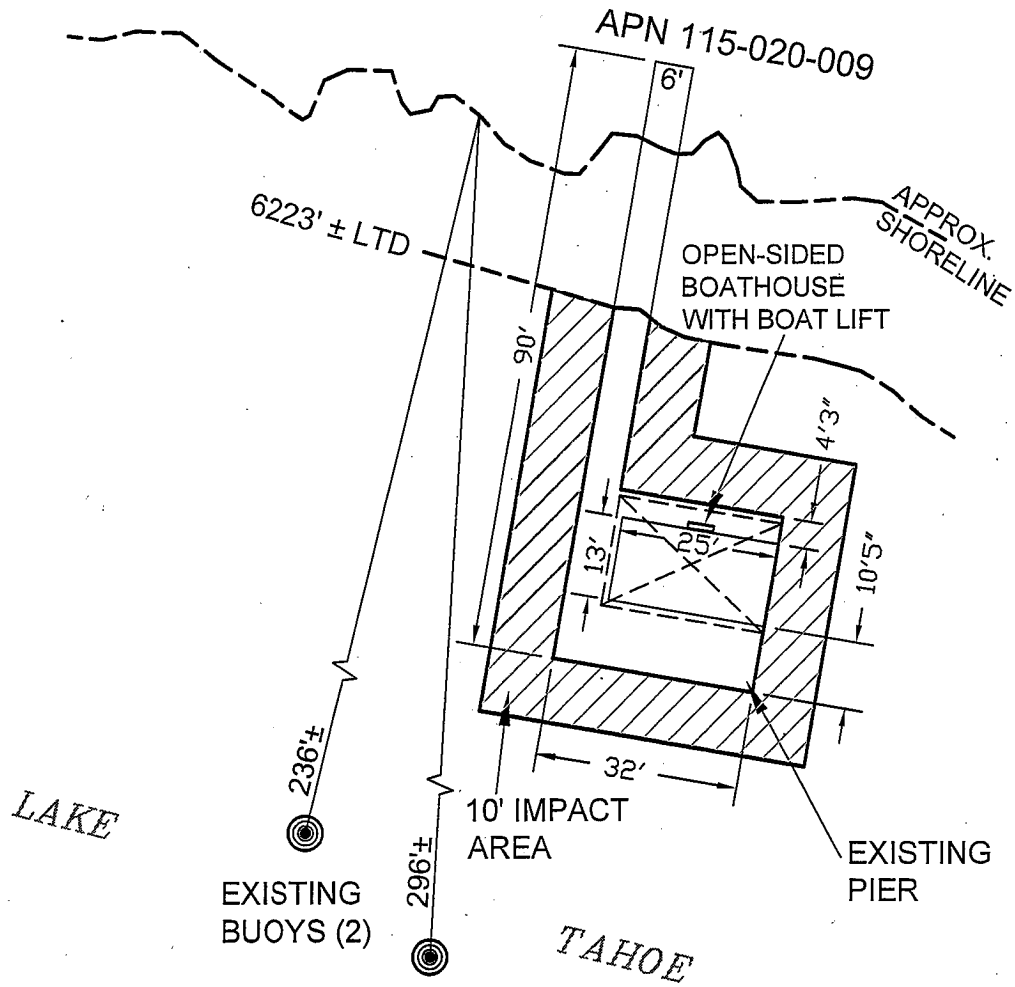 APN 115-020-009
6'
6223' ± LTD
APPROX.
SHORELINE
OPEN-SIDED
BOATHOUSE
WITH BOAT LIFT
90'
4'3"
25'
13'
10'5"
32'
236'±
296'±
10' IMPACT
AREA
EXISTING
PIER
EXISTING
BUOYS (2)
LAKE
TAHOE